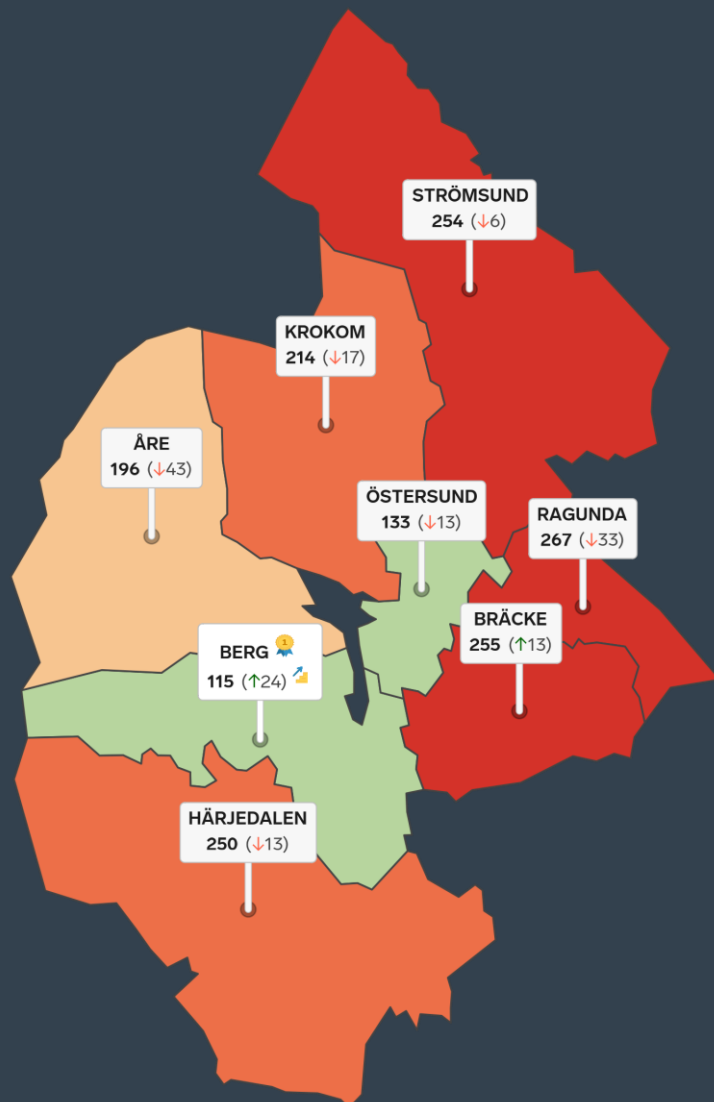 STRÖMSUND
254 (↓6)
KROKOM
214 (↓17)
ÅRE
196 (↓43)
ÖSTERSUND
133 (↓13)
RAGUNDA
267 (↓33)
BRÄCKE
255 (↑13)
BERG 1
115 (↑24)
HÄRJEDALEN
250 (↓13)